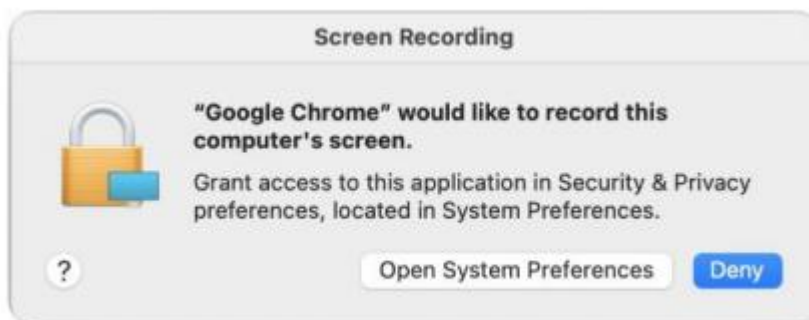 Screen Recording
“Google Chrome” would like to record this
computer's screen.
Grant access to this application in Security & Privacy
preferences, located in System Preferences.
?
Open System Preferences
Deny